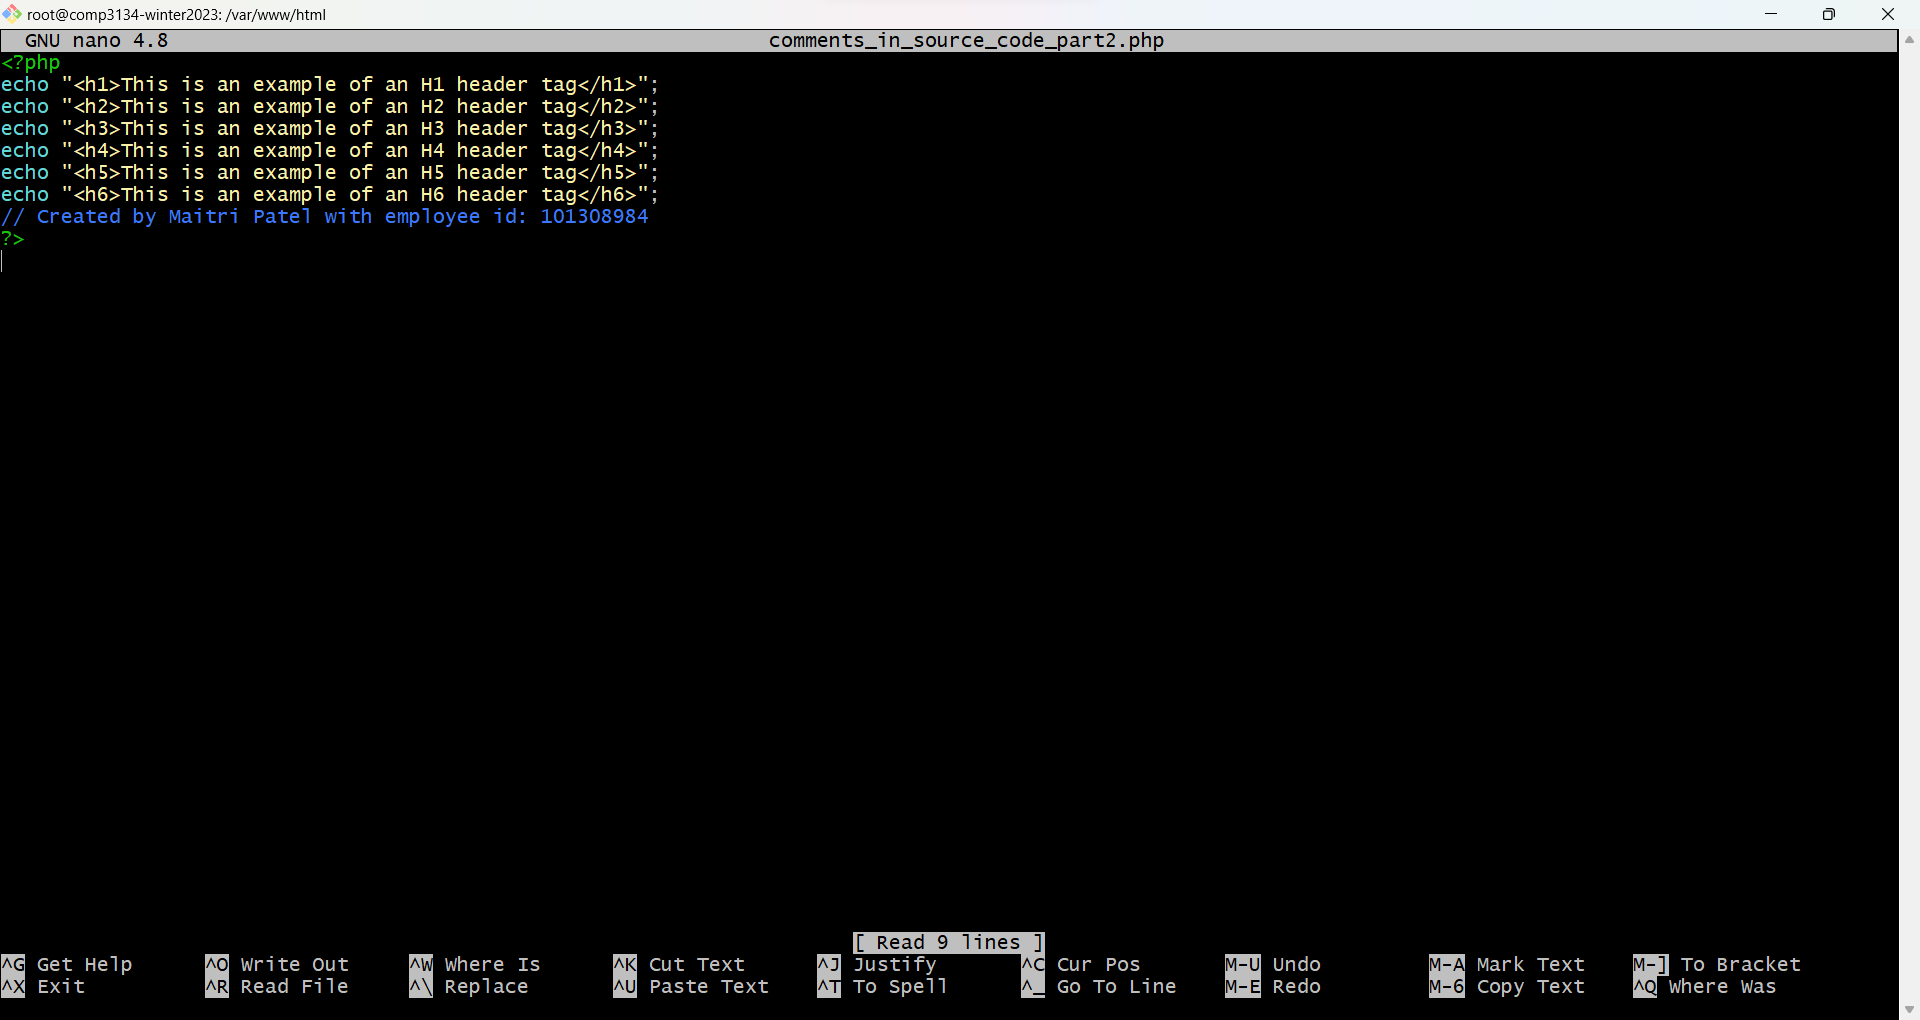 root@comp3134-winter2023: /var/www/html
GNU nano 4.8 comments_in_source_code_part2.php
<?php
echo "<h1>This is an example of an H1 header tag</h1>";
echo "<h2>This is an example of an H2 header tag</h2>";
echo "<h3>This is an example of an H3 header tag</h3>";
echo "<h4>This is an example of an H4 header tag</h4>";
echo "<h5>This is an example of an H5 header tag</h5>";
echo "<h6>This is an example of an H6 header tag</h6>";
// Created by Maitri Patel with employee id: 101308984
?>
[ Read 9 lines ]
^G Get Help ^O Write Out ^W Where Is ^K Cut Text ^J Justify ^C Cur Pos M-U Undo M-A Mark Text M-] To Bracket
^X Exit ^R Read File ^\ Replace ^U Paste Text ^T To Spell ^_ Go To Line M-E Redo M-6 Copy Text ^Q Where Was